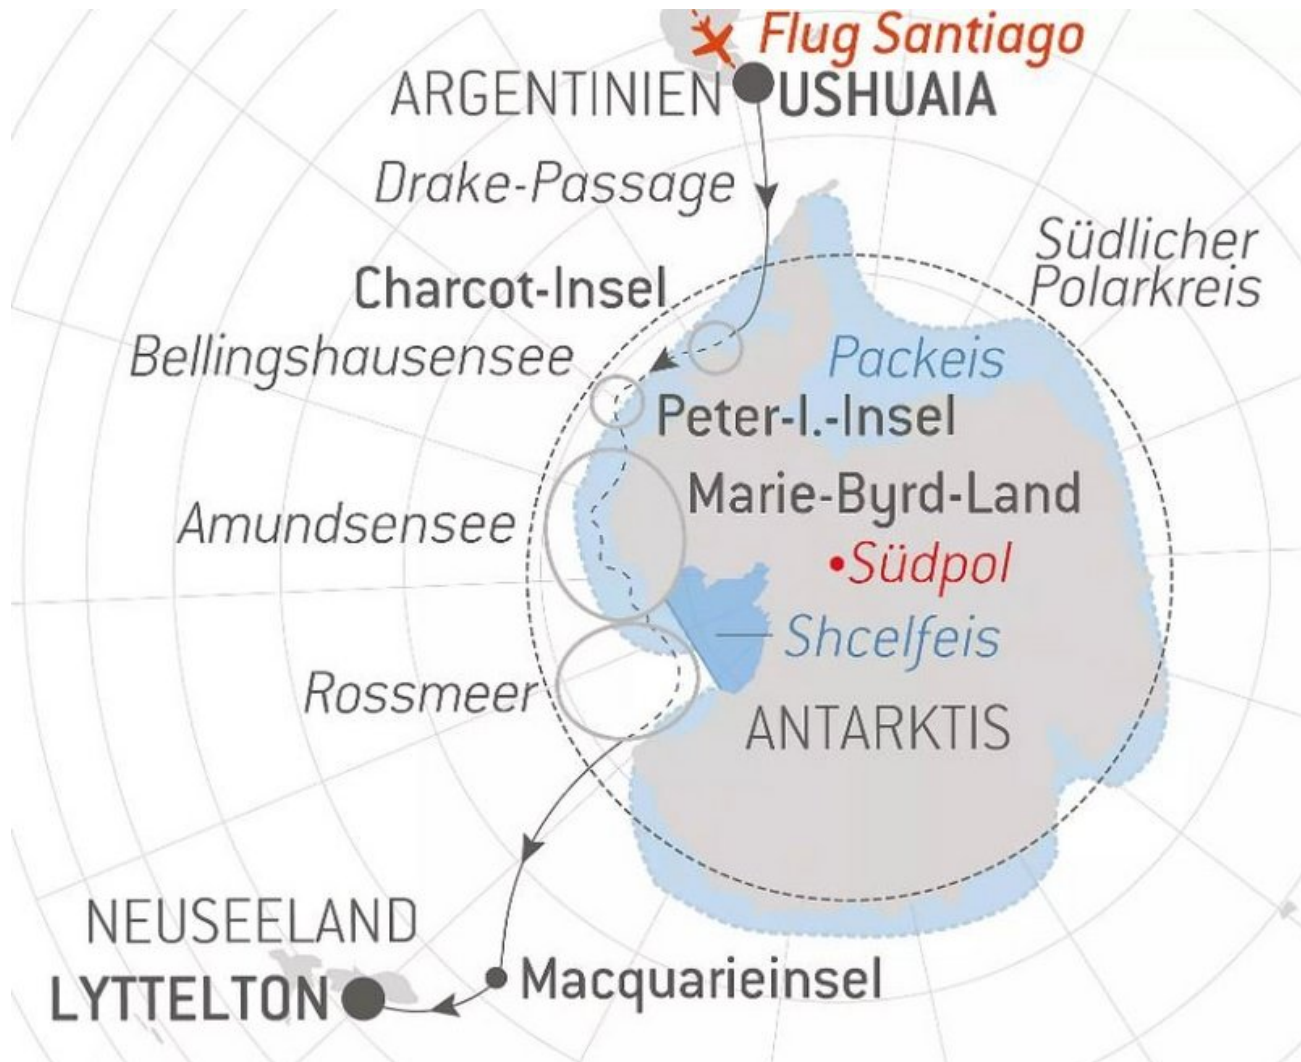 Flug Santiago
ARGENTINIEN
USHUAIA
Drake-Passage
Südlicher
Polarkreis
Charcot-Insel
Bellingshausensee
Packeis
Peter-I.-Insel
Marie-Byrd-Land
Amundsensee
Südpol
Shcelfeis
Rossmeer
ANTARKTIS
NEUSEELAND
LYTTELTON
Macquarieinsel